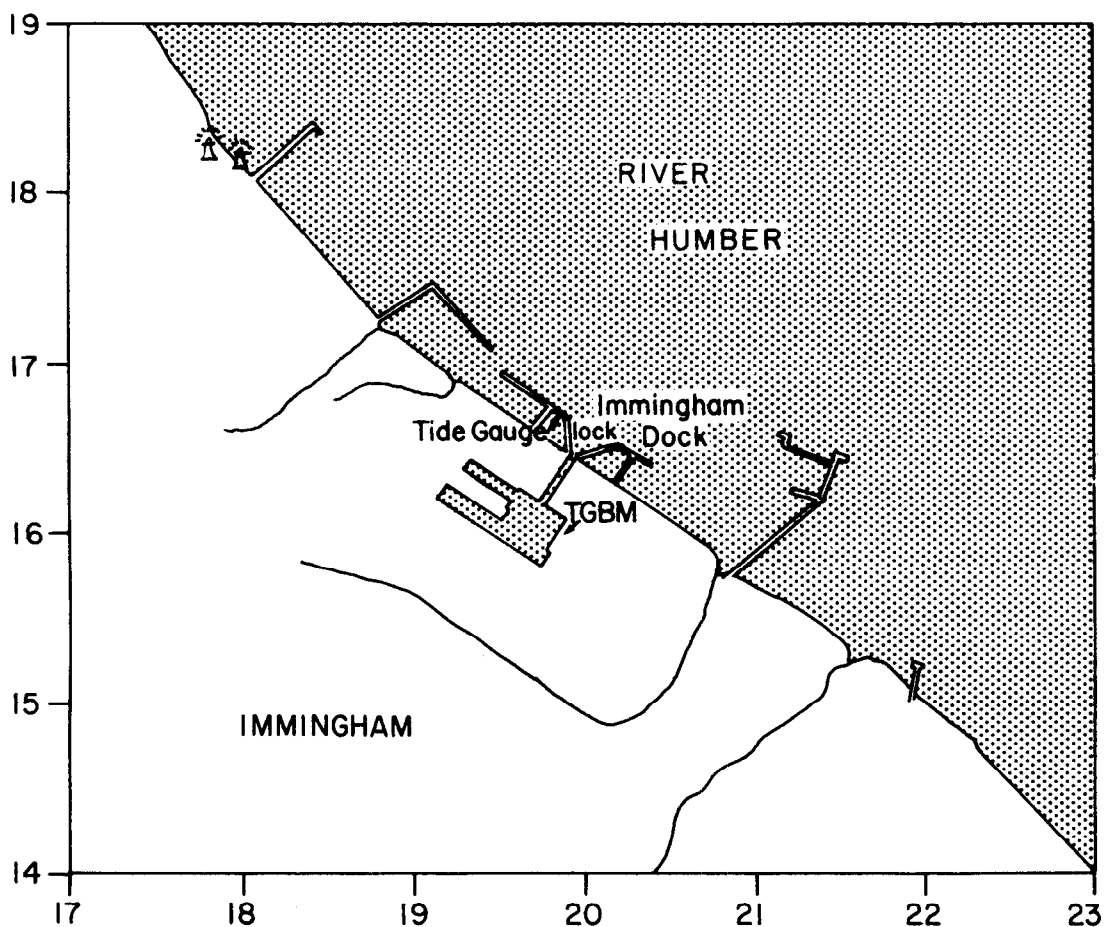 19
18
17
16
15
14
17 18 19 20 21 22 23
RIVER
HUMBER
Immingham
Dock
Tide Gauge lock
TGBM
IMMINGHAM